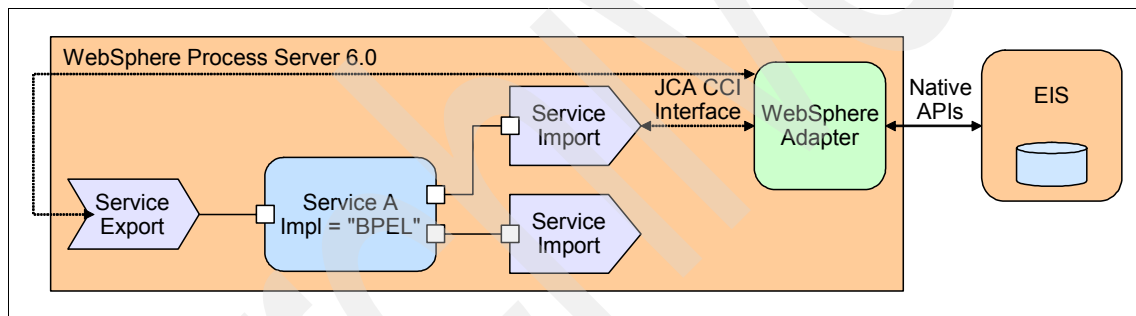 WebSphere Process Server 6.0
Service
Export
Service A
Impl = "BPEL"
Service
Import
Service
Import
JCA CCI
Interface
WebSphere
Adapter
Native
APIs
EIS